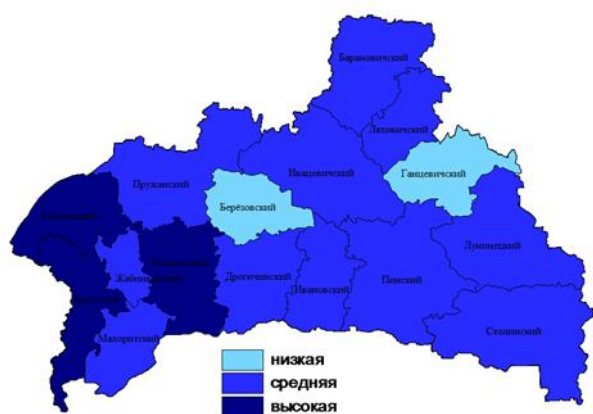 Барановичский
Ляховичский
Ивацевичский
Ганцевичский
Пружанский
Берёзовский
Лунинецкий
Дрогичинский
Ивановский
Пинский
Столинский
Малоритский
низкая
средняя
высокая